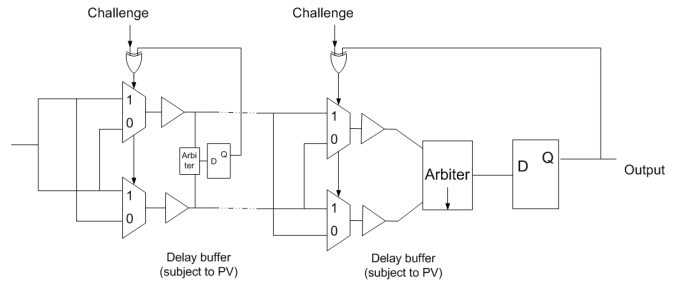 Challenge
Challenge
1
0
1
0
Arbi
ter
D
Q
1
0
1
0
Arbiter
D
Q
Output
Delay buffer
(subject to PV)
Delay buffer
(subject to PV)